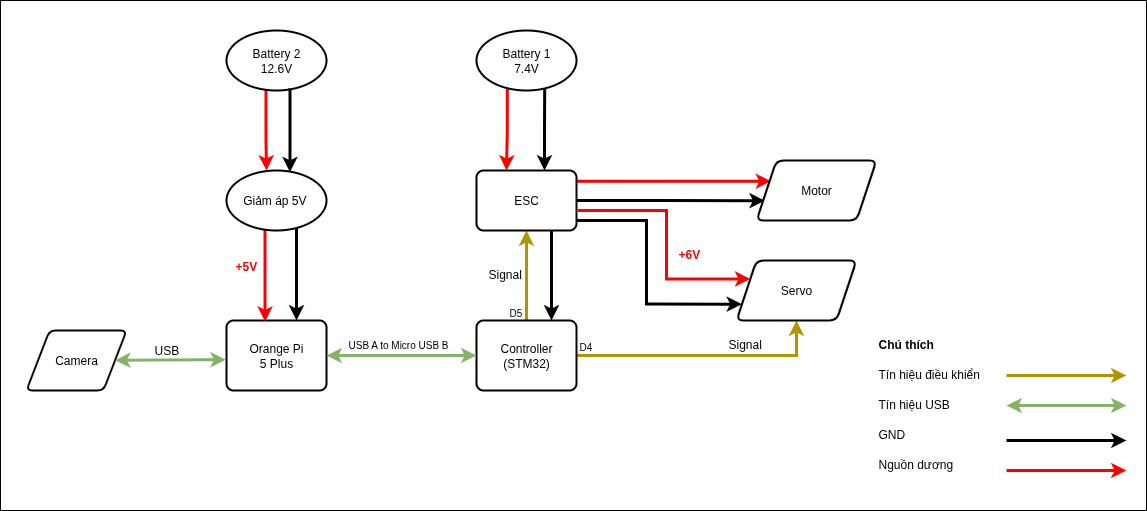 Battery 2
12.6V
Battery 1
7.4V
Giảm áp 5V
ESC
Motor
+5V
Signal
+6V
Servo
D5
Camera
USB
Orange Pi
5 Plus
USB A to Micro USB B
Controller
(STM32)
D4
Signal
Chú thích
Tín hiệu điều khiển
Tín hiệu USB
GND
Nguồn dương